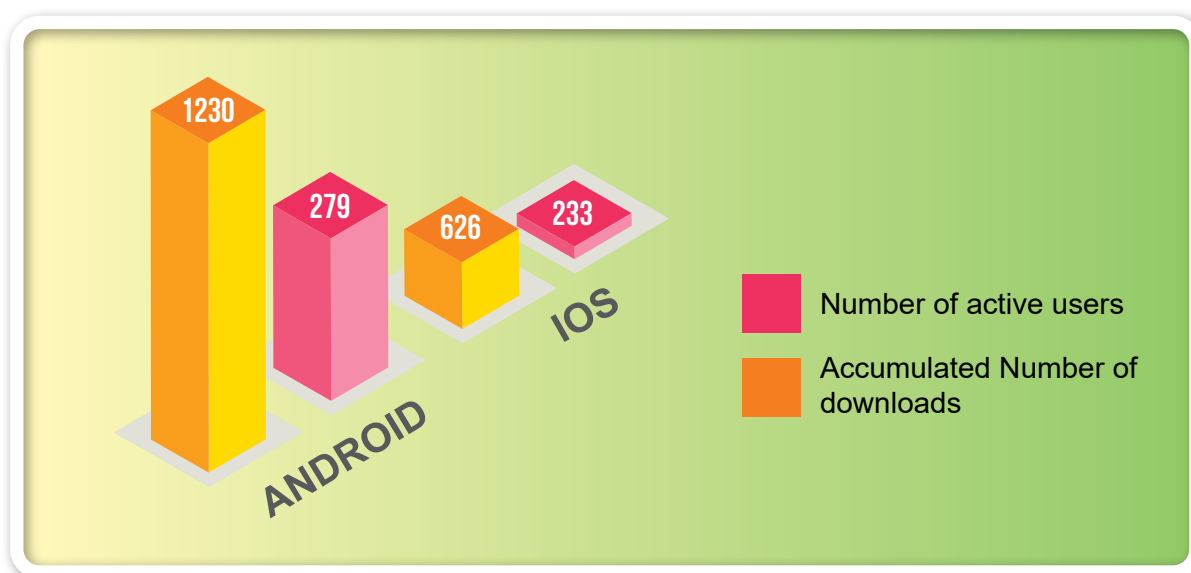 1230
279
626
233
ANDROID
IOS
Number of active users
Accumulated Number of
downloads